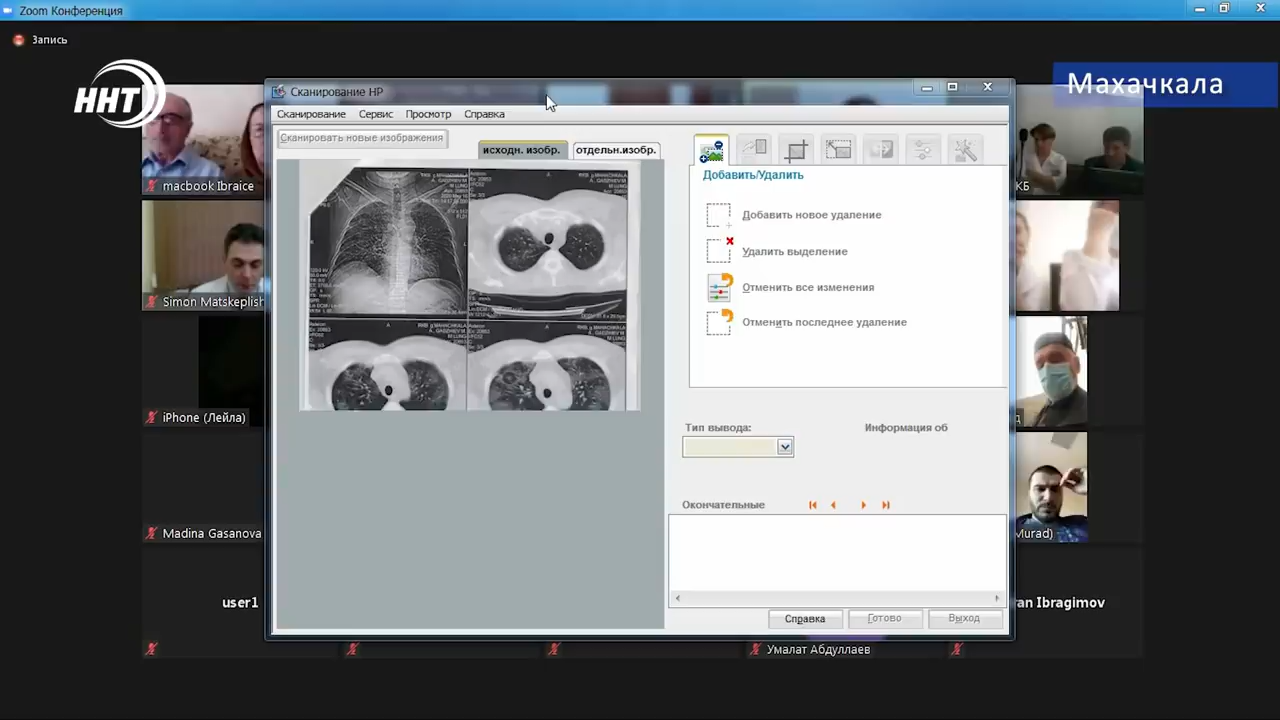 Zoom Конференция
Запись
ННТ
Махачкала
Сканирование HP
Сканирование Сервис Просмотр Справка
Сканировать новые изображения
исходн. изобр.
отдельн.изобр.
Добавить/Удалить
Добавить новое удаление
Удалить выделение
Отменить все изменения
Отменить последнее удаление
Тип вывода:
Информация об
Окончательные
Справка
Готово
Выход
macbook Ibraice
КБ
Simon Matskeplish
iPhone (Лейла)
Madina Gasanova
Murad)
user1
an Ibragimov
Умалат Абдуллаев